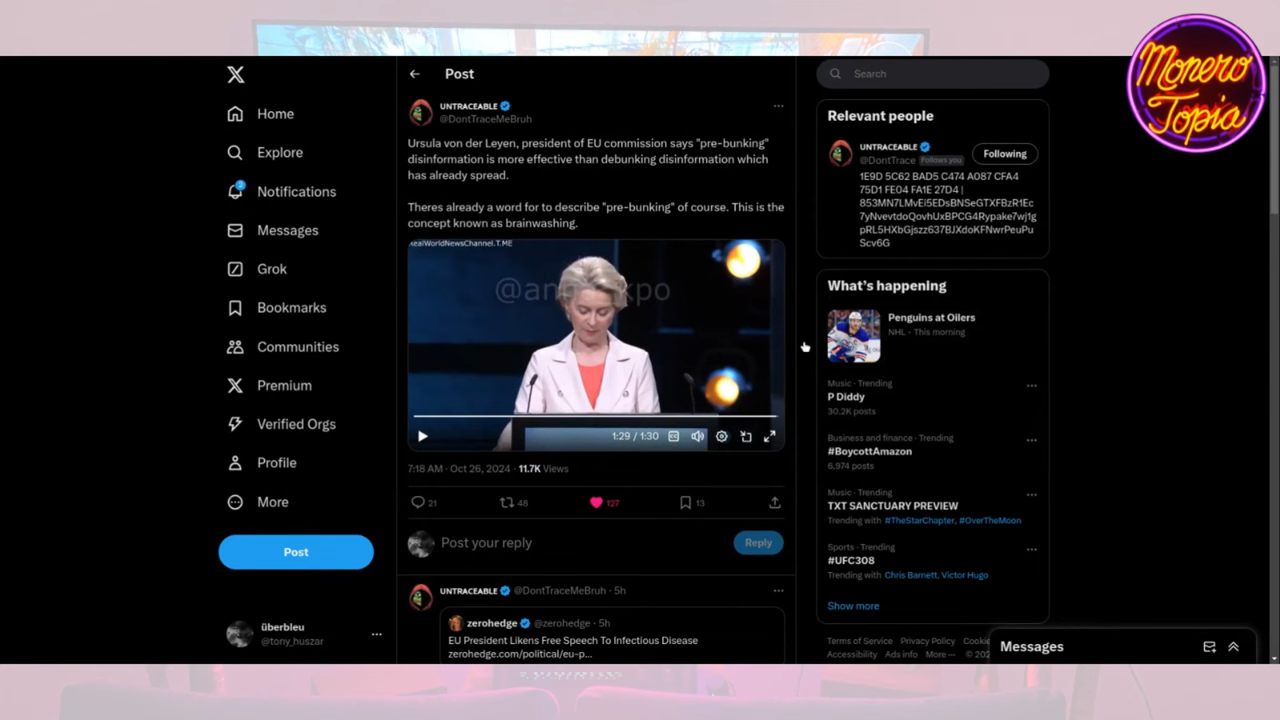 Monero
Topia
Home
Explore
2
Notifications
Messages
Grok
Bookmarks
Communities
Premium
Verified Orgs
Profile
More
Post
überbleu
@tony_huszar
Post
UNTRACEABLE
@DontTraceMeBruh
Ursula von der Leyen, president of EU commission says "pre-bunking"
disinformation is more effective than debunking disinformation which
has already spread.
Theres already a word for to describe "pre-bunking" of course. This is the
concept known as brainwashing.
RealWorldNewsChannel.T.ME
1:29 / 1:30
7:18 AM · Oct 26, 2024 · 11.7K Views
21 48 127 13
Post your reply
Reply
UNTRACEABLE @DontTraceMeBruh · 5h
zerohedge @zerohedge · 5h
EU President Likens Free Speech To Infectious Disease
zerohedge.com/political/eu-p...
Search
Relevant people
UNTRACEABLE
@DontTrace Follows you
Following
1E9D 5C62 BAD5 C474 A087 CFA4
75D1 FE04 FA1E 27D4 |
853MN7LMvEi5EDsBNSeGTXFBzR1Ec
7yNvevtdoQovhUxBPCG4Rypake7wj1g
pRL5HXbGjszz637BJXdoKFNwrPeuPu
Scv6G
What's happening
Penguins at Oilers
NHL · This morning
Music · Trending
P Diddy
30.2K posts
Business and finance · Trending
#BoycottAmazon
6,974 posts
Music · Trending
TXT SANCTUARY PREVIEW
Trending with #TheStarChapter, #OverTheMoon
Sports · Trending
#UFC308
Trending with Chris Barnett, Victor Hugo
Show more
Terms of Service Privacy Policy Cookie
Accessibility Ads info More ··· © 202
Messages